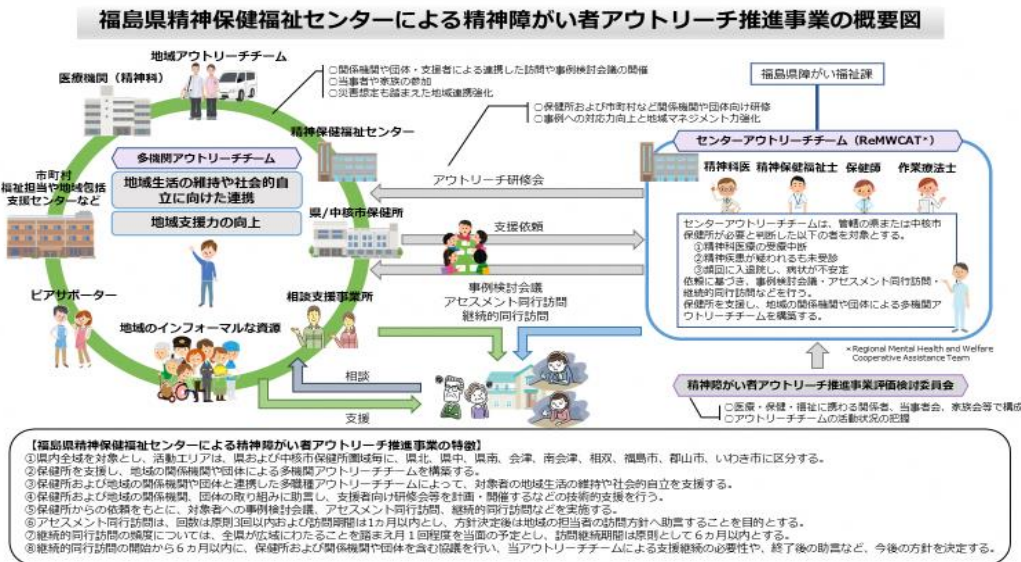 福島県精神保健福祉センターによる精神障がい者アウトリーチ推進事業の概要図
地域アウトリーチチーム
医療機関（精神科）
○関係機関や団体・支援者による連携した訪問や事例検討会議の開催
○当事者や家族の参加
○災害想定も踏まえた地域連携強化
福島県障がい福祉課
○保健所および市町村など関係機関や団体向け研修
○事例への対応力向上と地域マネジメント力強化
精神保健福祉センター
センターアウトリーチチーム（ReMWCAT*）
多機関アウトリーチチーム
地域生活の維持や社会的自
立に向けた連携
地域支援力の向上
市町村
福祉担当や地域包括
支援センターなど
精神科医 精神保健福祉士 保健師 作業療法士
アウトリーチ研修会
県/中核市保健所
支援依頼
センターアウトリーチチームは、管轄の県または中核市
保健所が必要と判断した以下の者を対象とする。
①精神科医療の受療中断
②精神疾患が疑われるも未受診
③頻回に入退院し、病状が不安定
依頼に基づき、事例検討会議・アセスメント同行訪問・
継続的同行訪問などを行う。
保健所を支援し、地域の関係機関や団体による多機関ア
ウトリーチチームを構築する。
事例検討会議
アセスメント同行訪問
継続的同行訪問
ピアサポーター
相談支援事業所
地域のインフォーマルな資源
*Regional Mental Health and Welfare
Cooperative Assistance Team
相談
支援
精神障がい者アウトリーチ推進事業評価検討委員会
○医療・保健・福祉に携わる関係者、当事者会、家族会等で構成
○アウトリーチチームの活動状況の把握
【福島県精神保健福祉センターによる精神障がい者アウトリーチ推進事業の特徴】
①県内全域を対象とし、活動エリアは、県および中核市保健所圏域毎に、県北、県中、県南、会津、南会津、相双、福島市、郡山市、いわき市に区分する。
②保健所を支援し、地域の関係機関や団体による多機関アウトリーチチームを構築する。
③保健所および地域の関係機関や団体と連携した多職種アウトリーチチームによって、対象者の地域生活の維持や社会的自立を支援する。
④保健所および地域の関係機関、団体の取り組みに助言し、支援者向け研修会等を計画・開催するなどの技術的支援を行う。
⑤保健所からの依頼をもとに、対象者への事例検討会議、アセスメント同行訪問、継続的同行訪問などを実施する。
⑥アセスメント同行訪問は、回数は原則3回以内および訪問期間は1カ月以内とし、方針決定後は地域の担当者の訪問方針へ助言することを目的とする。
⑦継続的同行訪問の頻度については、全県が広域にわたることを踏まえ月１回程度を当面の予定とし、訪問継続期間は原則として６カ月以内とする。
⑧継続的同行訪問の開始から６ヵ月以内に、保健所および関係機関や団体を含む協議を行い、当アウトリーチチームによる支援継続の必要性や、終了後の助言など、今後の方針を決定する。